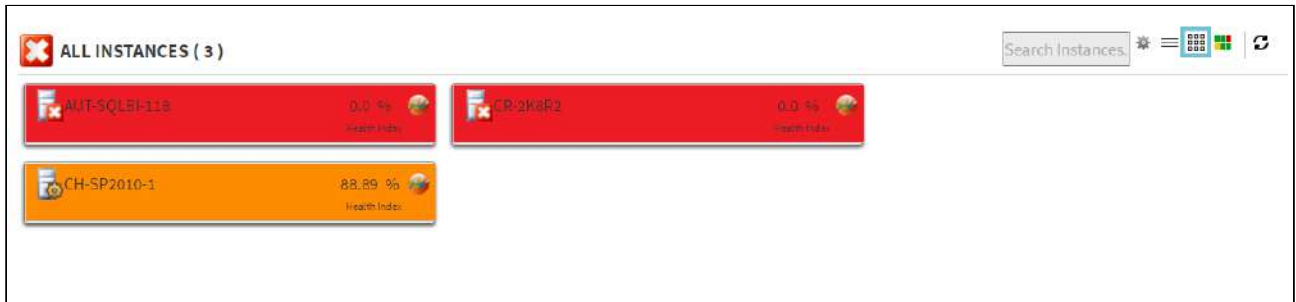 ALL INSTANCES ( 3 )
Search Instances.
AUT-SQLBI-118
0.0 %
Health Index
CR-2K8R2
0.0 %
Health Index
CH-SP2010-1
88.89 %
Health Index